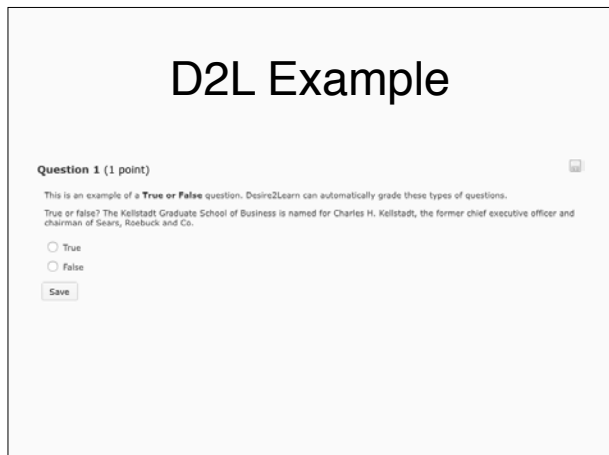 D2L Example
Question 1 (1 point)
This is an example of a True or False question. Desire2Learn can automatically grade these types of questions.
True or false? The Kellstadt Graduate School of Business is named for Charles H. Kellstadt, the former chief executive officer and
chairman of Sears, Roebuck and Co.
True
False
Save